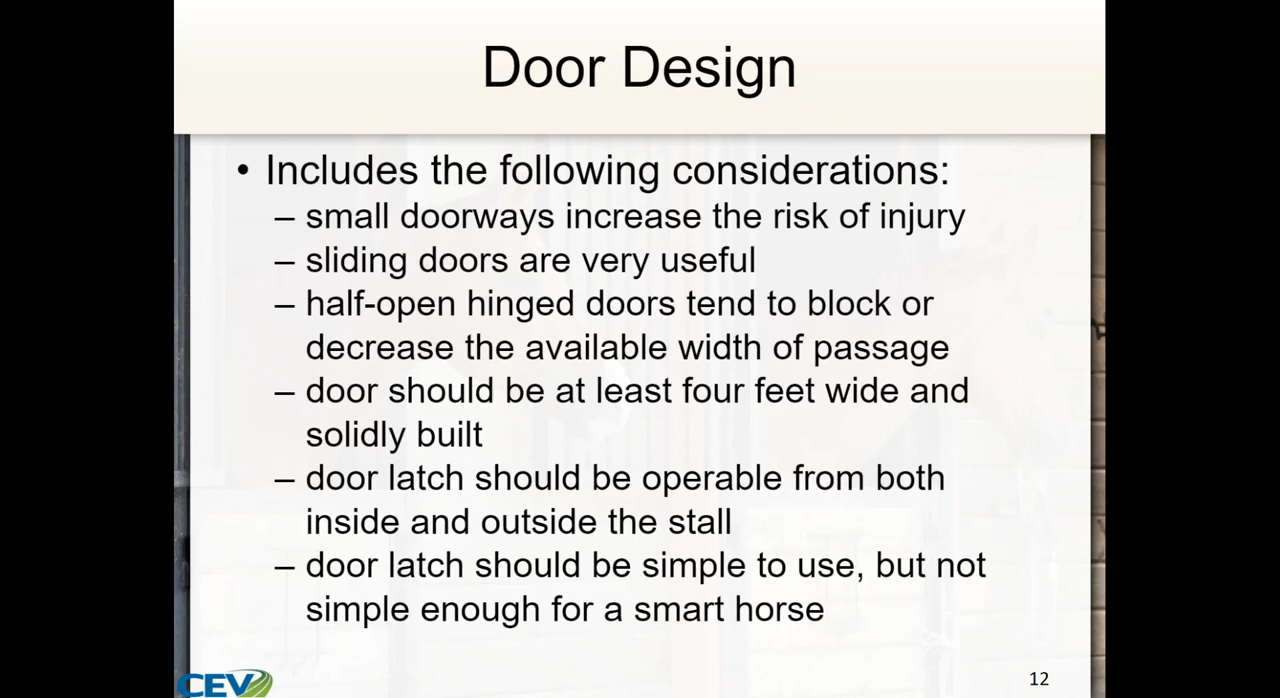 Door Design
• Includes the following considerations:
– small doorways increase the risk of injury
– sliding doors are very useful
– half-open hinged doors tend to block or
decrease the available width of passage
– door should be at least four feet wide and
solidly built
– door latch should be operable from both
inside and outside the stall
– door latch should be simple to use, but not
simple enough for a smart horse
CEV
12